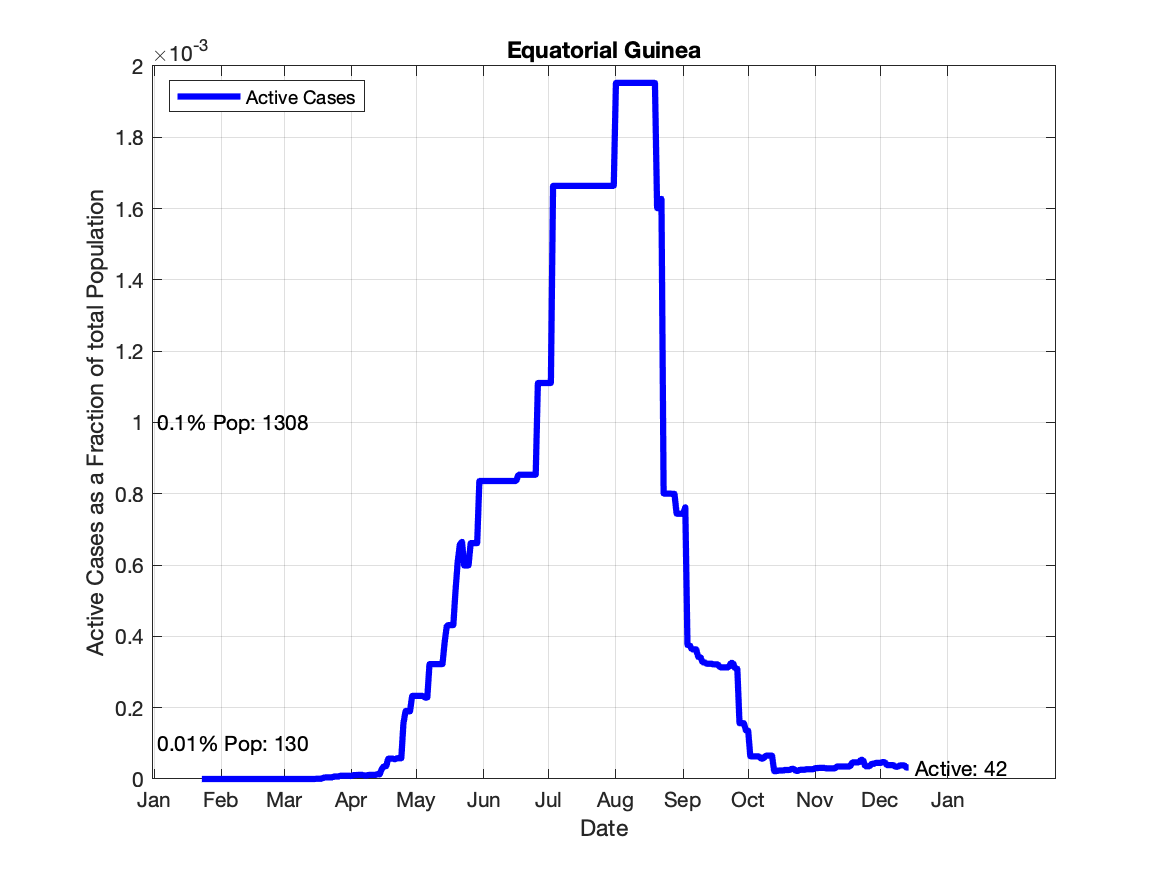 Equatorial Guinea
×10-3
Active Cases
2
1.8
1.6
1.4
1.2
1
0.8
0.6
0.4
0.2
0
0.1% Pop: 1308
0.01% Pop: 130
Active: 42
Active Cases as a Fraction of total Population
Jan Feb Mar Apr May Jun Jul Aug Sep Oct Nov Dec Jan
Date